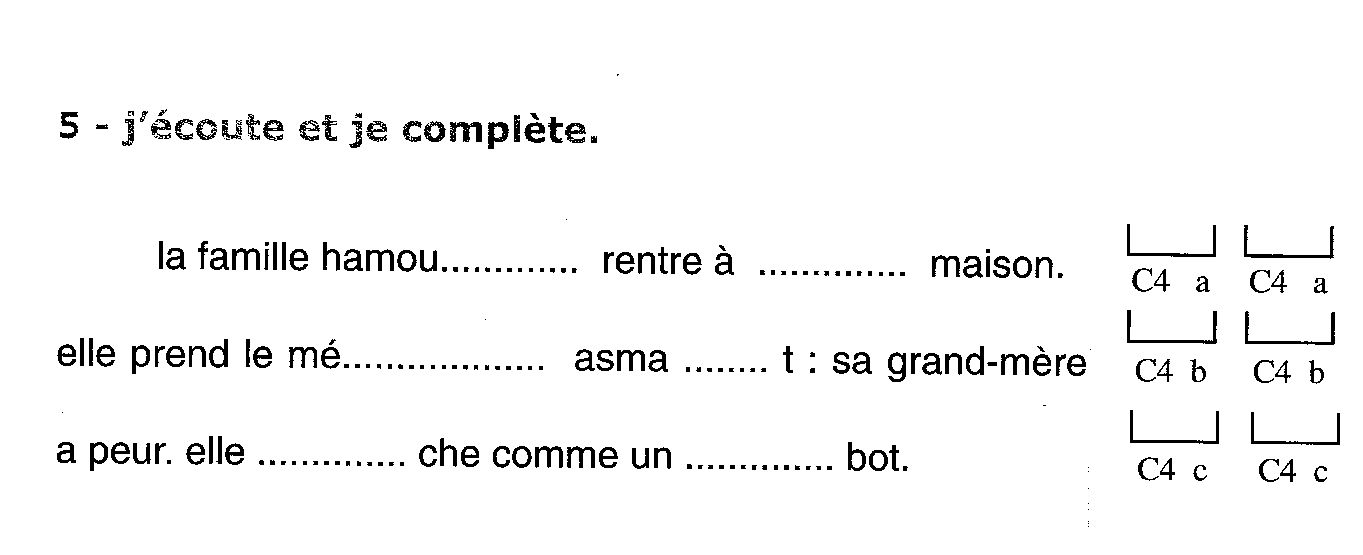 5 - j'écoute et je complète.
la famille hamou............. rentre à .............. maison.
C4 a C4 a
elle prend le mé................... asma ........ t : sa grand-mère
C4 b C4 b
a peur. elle .............. che comme un .............. bot.
C4 c C4 c